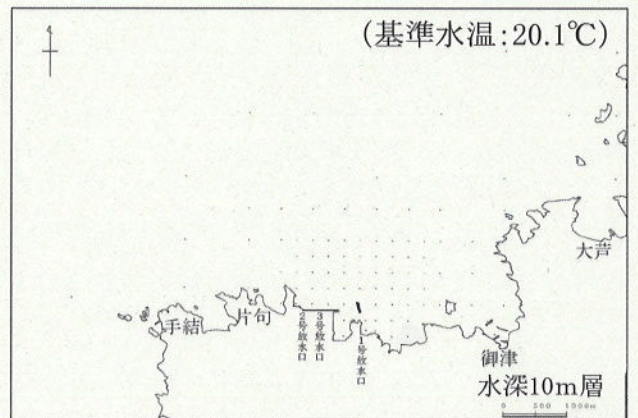 (基準水温:20.1℃)
大芦
片句
手結
2号放水口
3号放水口
1号放水口
御津
水深10m層
0 500 1000m